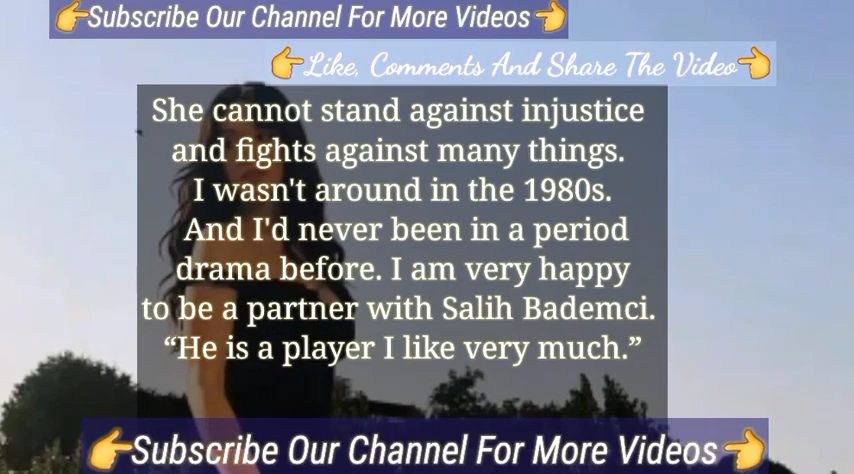 👉Subscribe Our Channel For More Videos👈
👉Like, Comments And Share The Video👈
She cannot stand against injustice
and fights against many things.
I wasn't around in the 1980s.
And I'd never been in a period
drama before. I am very happy
to be a partner with Salih Bademci.
“He is a player I like very much.”
👉Subscribe Our Channel For More Videos👈